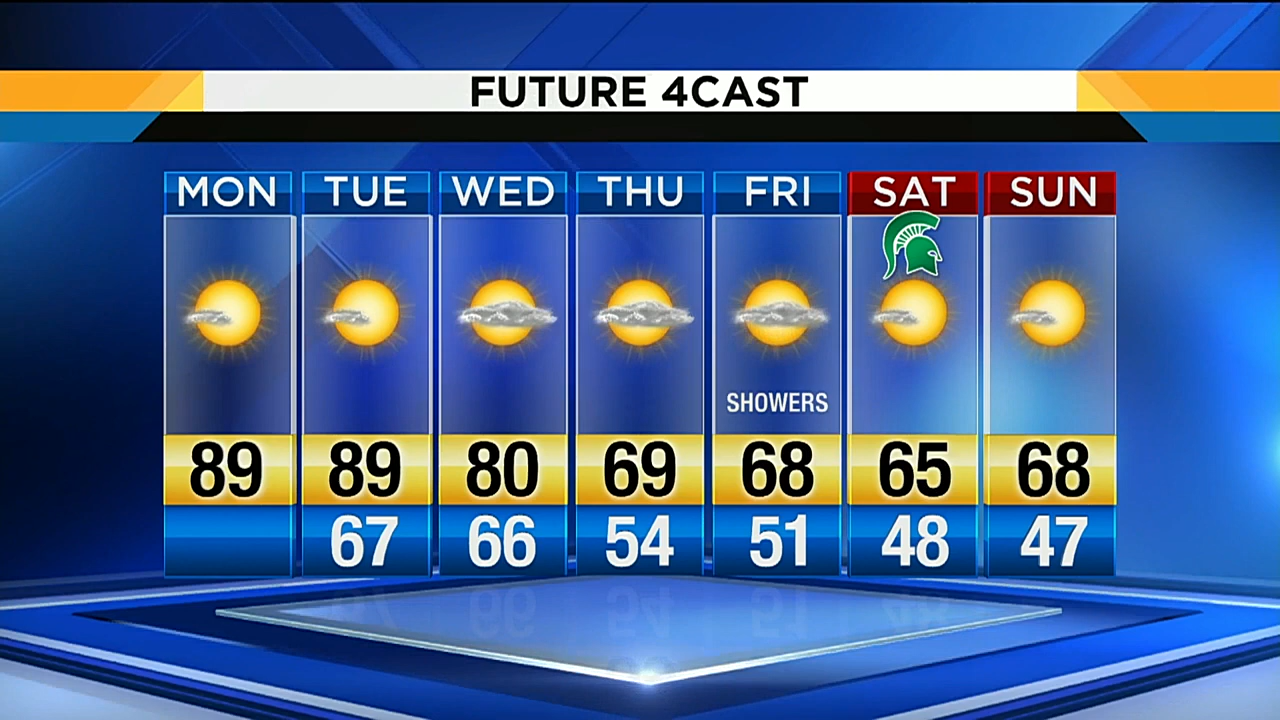 FUTURE 4CAST
MON TUE WED THU FRI SAT SUN
SHOWERS
89 89 80 69 68 65 68
67 66 54 51 48 47